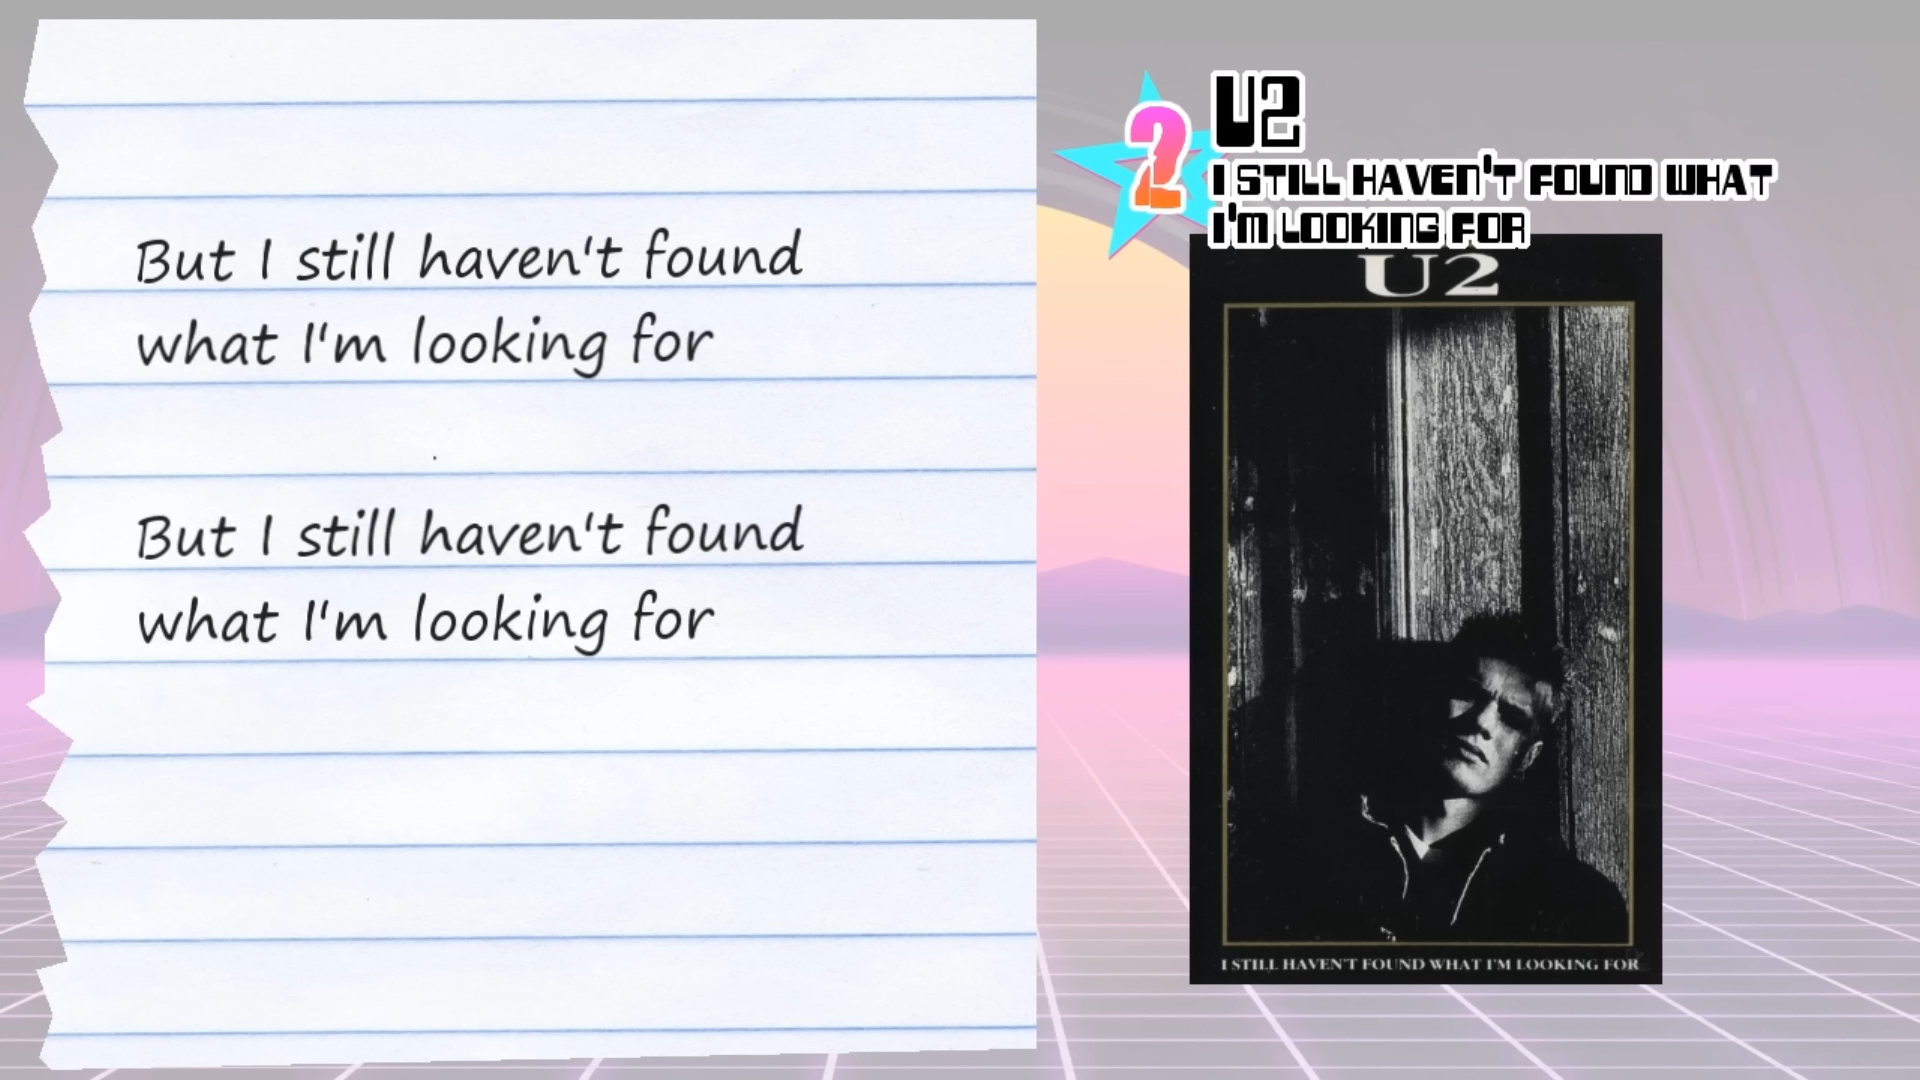 But I still haven't found
what I'm looking for
But I still haven't found
what I'm looking for
2
U2
I STILL HAVEN'T FOUND WHAT
I'M LOOKING FOR
U2
I STILL HAVEN'T FOUND WHAT I'M LOOKING FOR